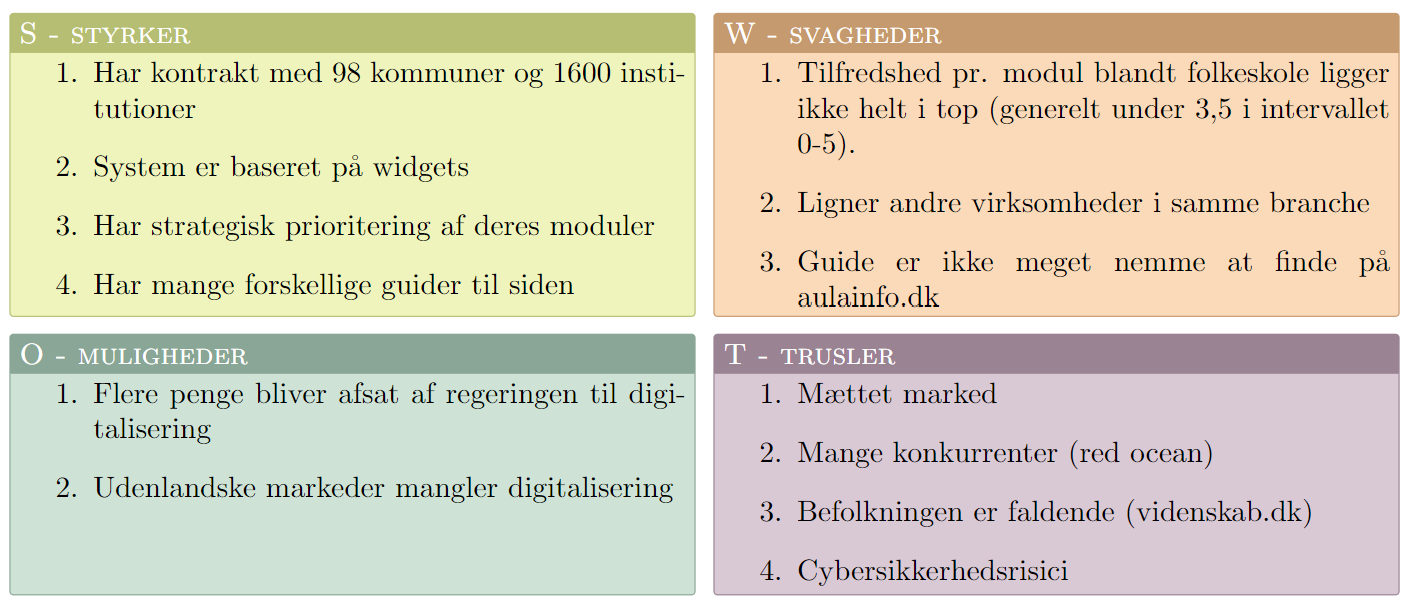 S - STYRKER
1. Har kontrakt med 98 kommuner og 1600 insti-
tutioner
2. System er baseret på widgets
3. Har strategisk prioritering af deres moduler
4. Har mange forskellige guider til siden
W - SVAGHEDER
1. Tilfredshed pr. modul blandt folkeskole ligger
ikke helt i top (generelt under 3,5 i intervallet
0-5).
2. Ligner andre virksomheder i samme branche
3. Guide er ikke meget nemme at finde på
aulainfo.dk
O - MULIGHEDER
1. Flere penge bliver afsat af regeringen til digi-
talisering
2. Udenlandske markeder mangler digitalisering
T - TRUSLER
1. Mættet marked
2. Mange konkurrenter (red ocean)
3. Befolkningen er faldende (videnskab.dk)
4. Cybersikkerhedsrisici